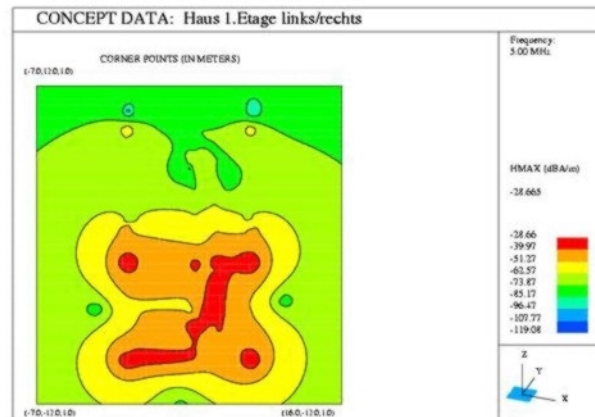 CONCEPT DATA: Haus 1.Etage links/rechts
Frequency:
5.00 MHz
CORNER POINTS (IN METERS)
(-7.0,12.0,1.0)
HMAX (dBA/m)
-28.665
-28.66
-39.97
-51.27
-62.57
-73.87
-85.17
-96.47
-107.77
-119.08
Z
Y
X
(-7.0,-12.0,1.0)
(16.0,-12.0,1.0)